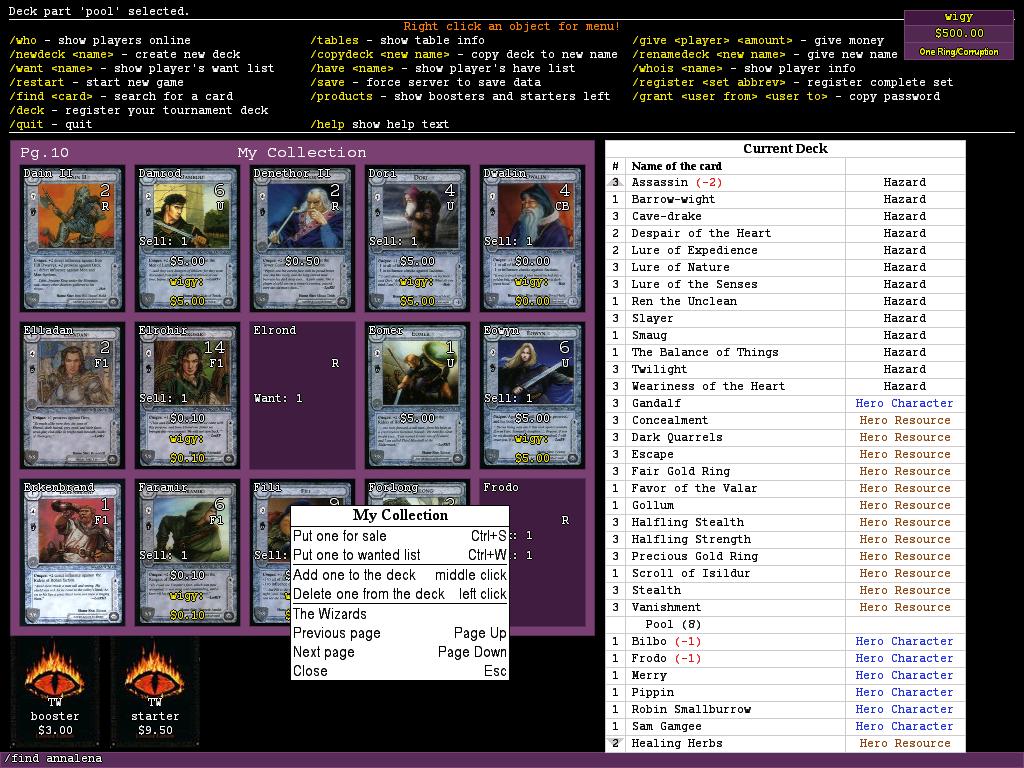 Deck part 'pool' selected.
wigy
$500.00
One Ring/Corruption
Right click an object for menu!
/who - show players online
/tables - show table info
/give <player> <amount> - give money
/newdeck <name> - create new deck
/copydeck <new name> - copy deck to new name
/renamedeck <new name> - give new name
/want <name> - show player's want list
/have <name> - show player's have list
/whois <name> - show player info
/restart - start new game
/save - force server to save data
/register <set abbrev> - register complete set
/find <card> - search for a card
/products - show boosters and starters left
/grant <user from> <user to> - copy password
/deck - register your tournament deck
/quit - quit
/help show help text
Pg.10
My Collection
Dain II
2
R
Damrod
6
U
Sell: 1
$5.00
wigy:
$5.00
Denethor II
2
R
$0.50
Dori
4
U
Sell: 1
$5.00
wigy:
$5.00
Dwalin
4
CB
Sell: 1
$0.00
wigy:
$0.00
Elladan
2
F1
Elrohir
14
F1
Sell: 1
$0.10
wigy:
$0.10
Elrond
R
Want: 1
Eomer
1
U
$5.00
Eowyn
6
U
Sell: 1
$5.00
wigy:
$5.00
Erkenbrand
1
F1
Faramir
6
F1
Sell: 1
$0.10
wigy:
$0.10
Fili
Forlong
Frodo
R
: 1
: 1
My Collection
Put one for sale Ctrl+S
Put one to wanted list Ctrl+W
Add one to the deck middle click
Delete one from the deck left click
The Wizards
Previous page Page Up
Next page Page Down
Close Esc
TW
booster
$3.00
TW
starter
$9.50
/find annalena
Current Deck
# Name of the card
3 Assassin (-2) Hazard
1 Barrow-wight Hazard
3 Cave-drake Hazard
2 Despair of the Heart Hazard
2 Lure of Expedience Hazard
3 Lure of Nature Hazard
3 Lure of the Senses Hazard
1 Ren the Unclean Hazard
3 Slayer Hazard
1 Smaug Hazard
1 The Balance of Things Hazard
3 Twilight Hazard
3 Weariness of the Heart Hazard
3 Gandalf Hero Character
3 Concealment Hero Resource
3 Dark Quarrels Hero Resource
3 Escape Hero Resource
3 Fair Gold Ring Hero Resource
1 Favor of the Valar Hero Resource
1 Gollum Hero Resource
3 Halfling Stealth Hero Resource
3 Halfling Strength Hero Resource
3 Precious Gold Ring Hero Resource
1 Scroll of Isildur Hero Resource
3 Stealth Hero Resource
3 Vanishment Hero Resource
Pool (8)
1 Bilbo (-1) Hero Character
1 Frodo (-1) Hero Character
1 Merry Hero Character
1 Pippin Hero Character
1 Robin Smallburrow Hero Character
1 Sam Gamgee Hero Character
2 Healing Herbs Hero Resource